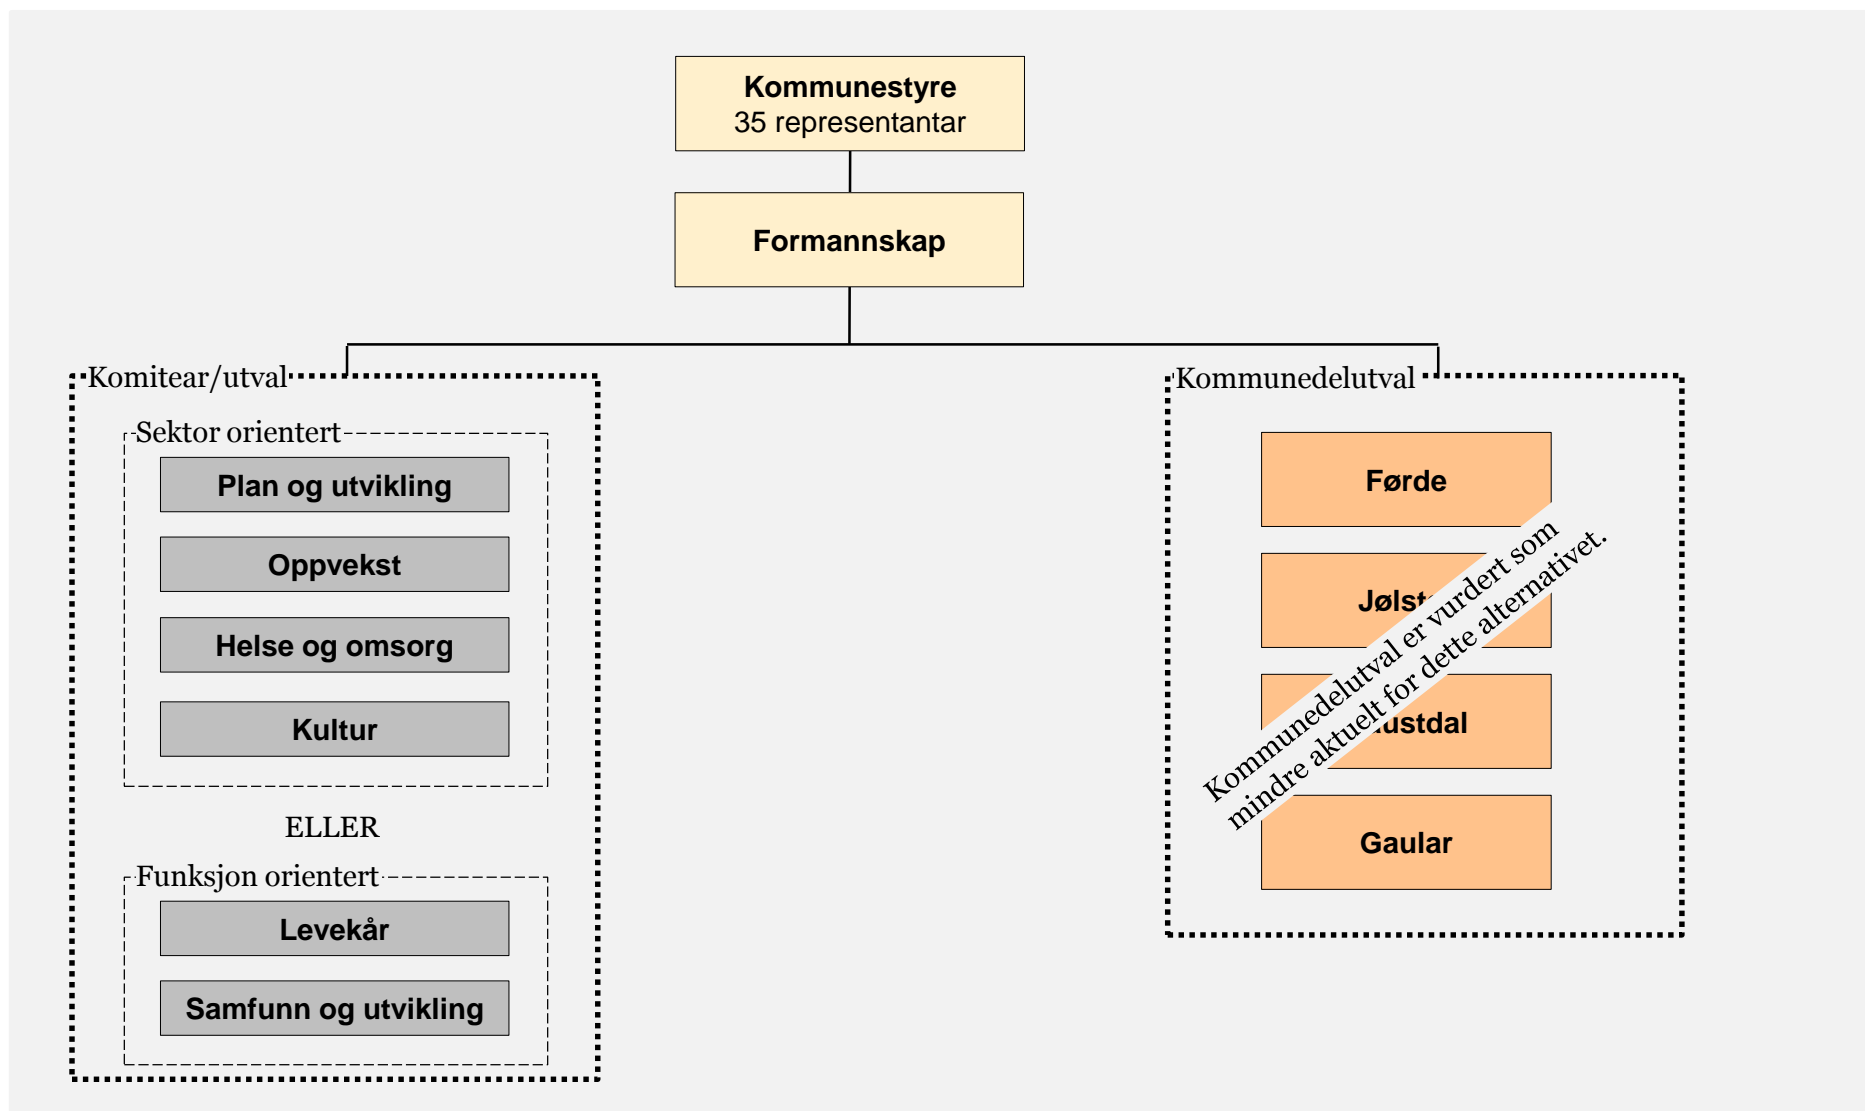 Kommunestyre
35 representantar
Formannskap
Komitear/utval
Sektor orientert
Plan og utvikling
Oppvekst
Helse og omsorg
Kultur
ELLER
Funksjon orientert
Levekår
Samfunn og utvikling
Kommunedelutval
Førde
Gaular
Kommunedelutval er vurdert som
mindre aktuelt for dette alternativet.